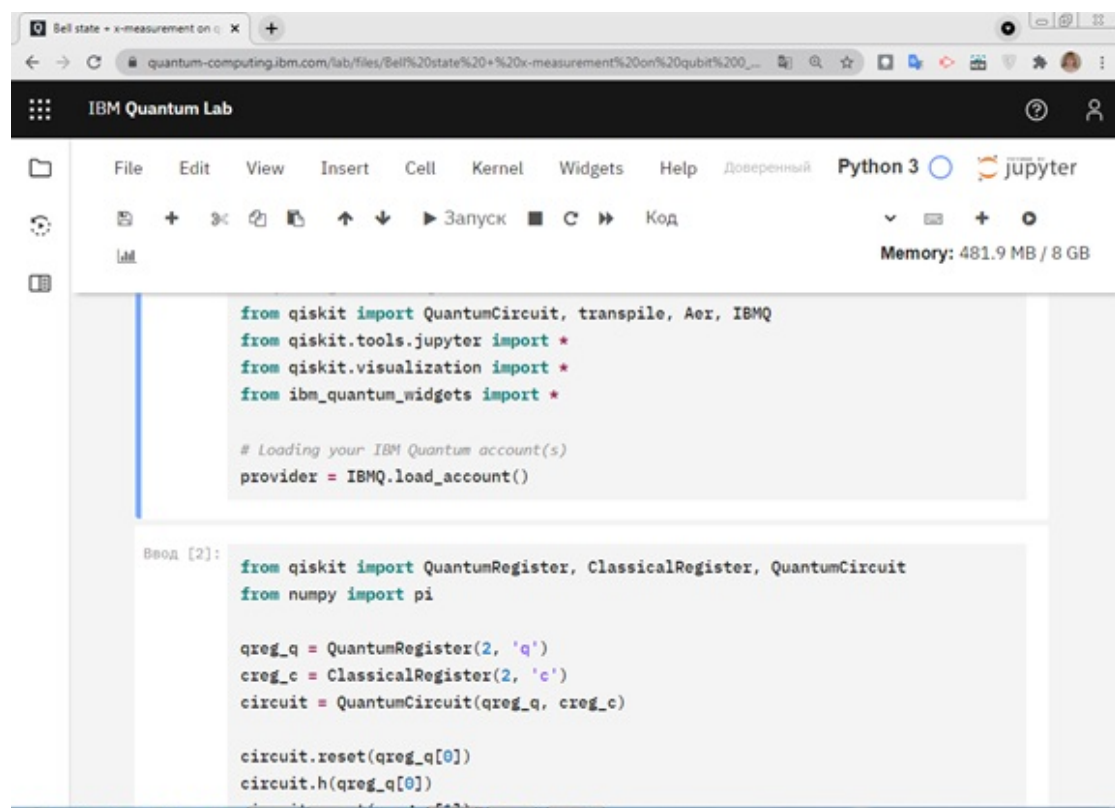 Bell state + x-measurement on q
quantum-computing.ibm.com/lab/files/Bell%20state%20+%20x-measurement%20on%20qubit%200_...
IBM Quantum Lab
File Edit View Insert Cell Kernel Widgets Help Доверенный Python 3 jupyter
Запуск Код
Memory: 481.9 MB / 8 GB
from qiskit import QuantumCircuit, transpile, Aer, IBMQ
from qiskit.tools.jupyter import *
from qiskit.visualization import *
from ibm_quantum_widgets import *
# Loading your IBM Quantum account(s)
provider = IBMQ.load_account()
Ввод [2]:
from qiskit import QuantumRegister, ClassicalRegister, QuantumCircuit
from numpy import pi
qreg_q = QuantumRegister(2, 'q')
creg_c = ClassicalRegister(2, 'c')
circuit = QuantumCircuit(qreg_q, creg_c)
circuit.reset(qreg_q[0])
circuit.h(qreg_q[0])